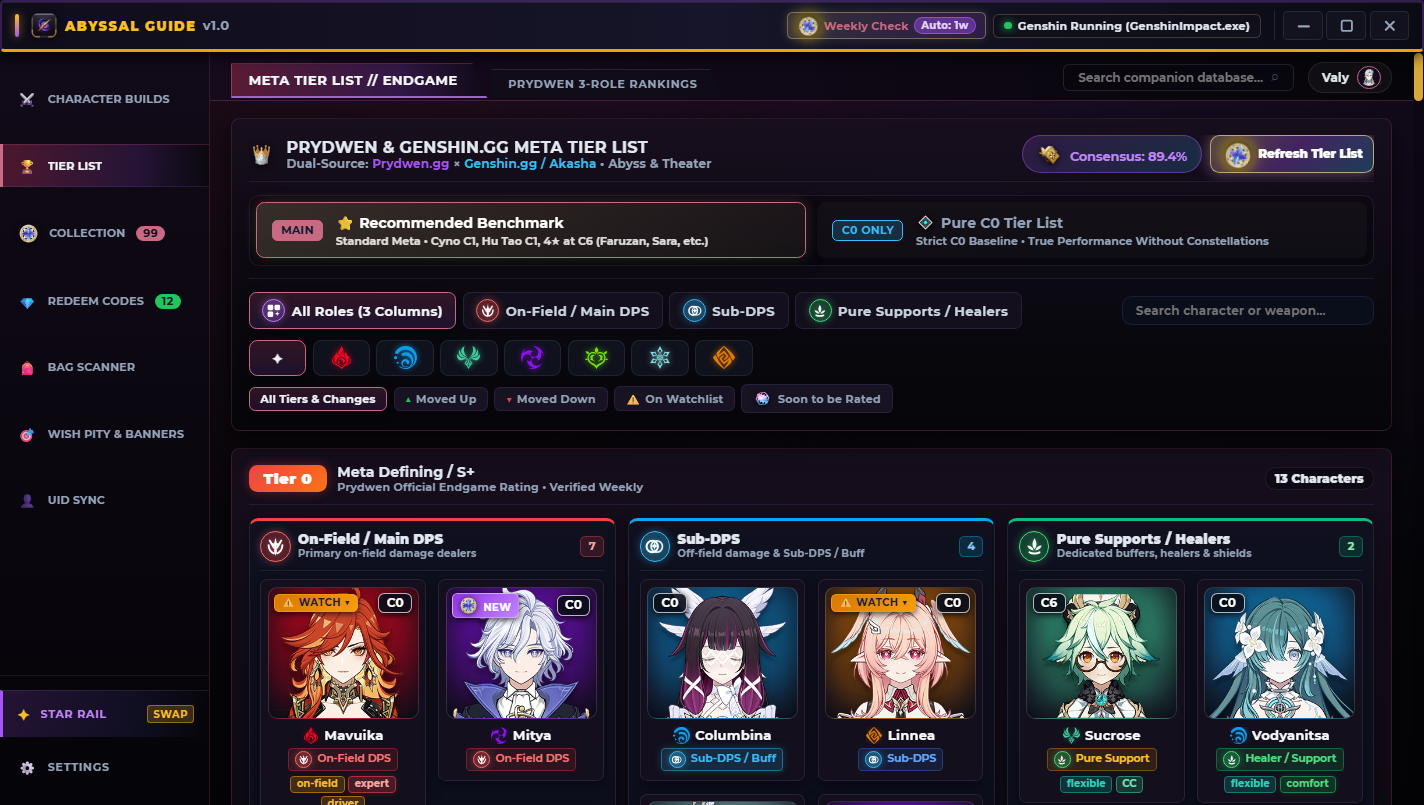 ABYSSAL GUIDE v1.0
Weekly Check Auto: 1w
Genshin Running (GenshinImpact.exe)
CHARACTER BUILDS
TIER LIST
COLLECTION 99
REDEEM CODES 12
BAG SCANNER
WISH PITY & BANNERS
UID SYNC
STAR RAIL SWAP
SETTINGS
META TIER LIST // ENDGAME
PRYDWEN 3-ROLE RANKINGS
Search companion database...
Valy
PRYDWEN & GENSHIN.GG META TIER LIST
Dual-Source: Prydwen.gg × Genshin.gg / Akasha • Abyss & Theater
Consensus: 89.4%
Refresh Tier List
MAIN
Recommended Benchmark
Standard Meta • Cyno C1, Hu Tao C1, 4★ at C6 (Faruzan, Sara, etc.)
C0 ONLY
Pure C0 Tier List
Strict C0 Baseline • True Performance Without Constellations
All Roles (3 Columns)
On-Field / Main DPS
Sub-DPS
Pure Supports / Healers
Search character or weapon...
All Tiers & Changes
▲ Moved Up
▼ Moved Down
On Watchlist
Soon to be Rated
Tier 0
Meta Defining / S+
Prydwen Official Endgame Rating • Verified Weekly
13 Characters
On-Field / Main DPS
Primary on-field damage dealers
7
WATCH ▼
C0
Mavuika
On-Field DPS
on-field
expert
driver
NEW
C0
Mitya
On-Field DPS
Sub-DPS
Off-field damage & Sub-DPS / Buff
4
C0
Columbina
Sub-DPS / Buff
WATCH ▼
C0
Linnea
Sub-DPS
Pure Supports / Healers
Dedicated buffers, healers & shields
2
C6
Sucrose
Pure Support
flexible
CC
C0
Vodyanitsa
Healer / Support
flexible
comfort